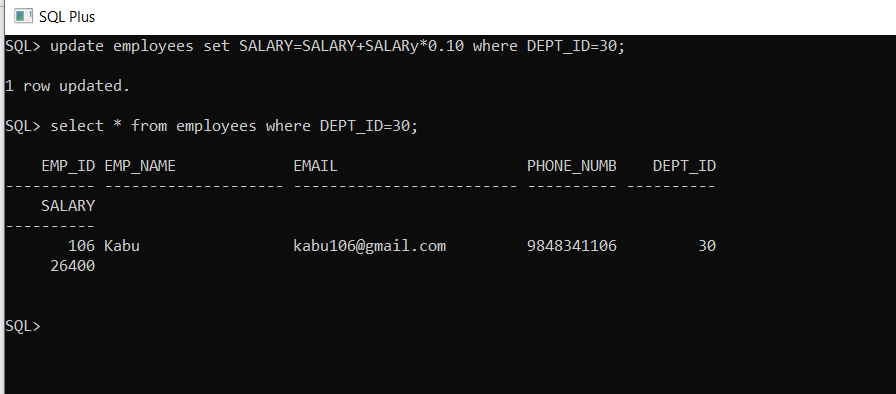 SQL Plus
SQL> update employees set SALARY=SALARY+SALARy*0.10 where DEPT_ID=30;
1 row updated.
SQL> select * from employees where DEPT_ID=30;
    EMP_ID EMP_NAME             EMAIL                     PHONE_NUMB    DEPT_ID
---------- -------------------- ------------------------- ---------- ----------
    SALARY
----------
       106 Kabu                 kabu106@gmail.com         9848341106         30
     26400
SQL>